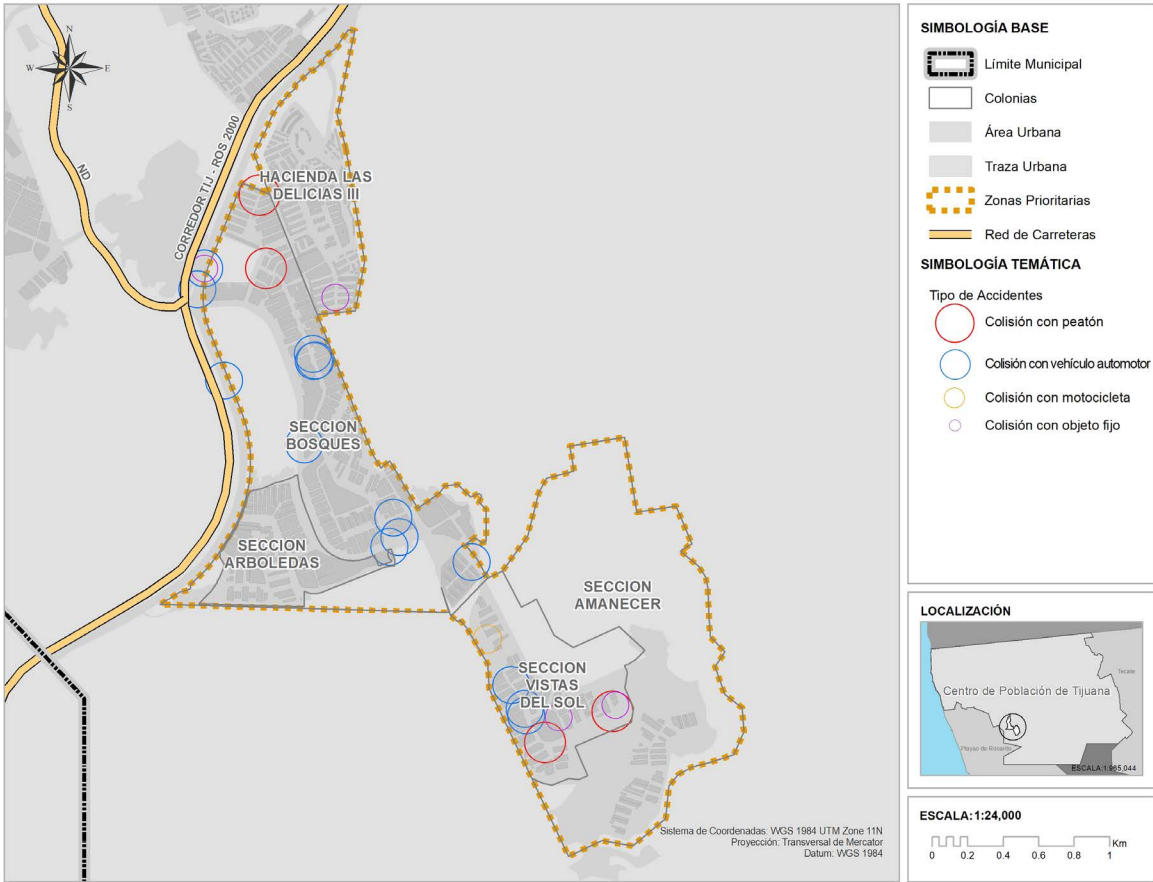 N
W E
S
ND
CORREDOR TIJ - ROS 2000
HACIENDA LAS
DELICIAS III
SECCION
BOSQUES
SECCION
ARBOLEDAS
SECCION
AMANECER
SECCION
VISTAS
DEL SOL
Sistema de Coordenadas: WGS 1984 UTM Zone 11N
Proyección: Transversal de Mercator
Datum: WGS 1984
SIMBOLOGÍA BASE
Límite Municipal
Colonias
Área Urbana
Traza Urbana
Zonas Prioritarias
Red de Carreteras
SIMBOLOGÍA TEMÁTICA
Tipo de Accidentes
Colisión con peatón
Colisión con vehículo automotor
Colisión con motocicleta
Colisión con objeto fijo
LOCALIZACIÓN
Tecate
Centro de Población de Tijuana
Playas de Rosarito
ESCALA:1:965,044
ESCALA: 1:24,000
Km
0 0.2 0.4 0.6 0.8 1